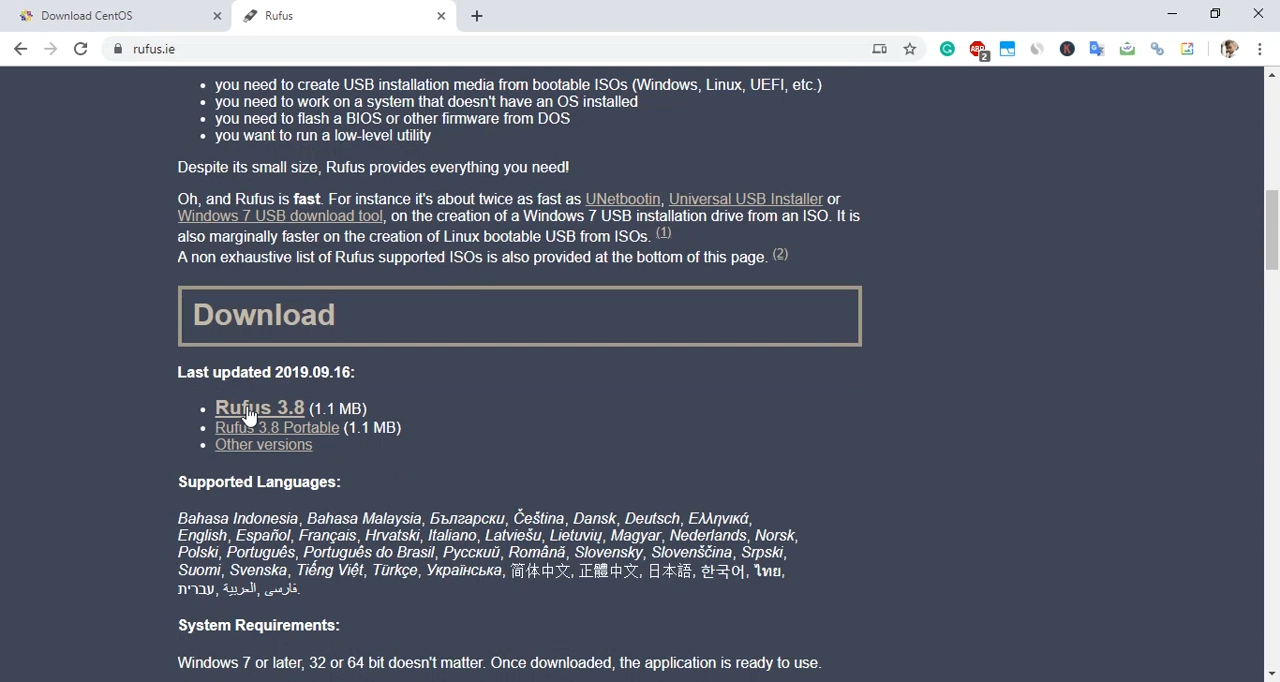 Download CentOS
Rufus
rufus.ie
2
you need to create USB installation media from bootable ISOs (Windows, Linux, UEFI, etc.)
you need to work on a system that doesn't have an OS installed
you need to flash a BIOS or other firmware from DOS
you want to run a low-level utility
Despite its small size, Rufus provides everything you need!
Oh, and Rufus is fast. For instance it's about twice as fast as UNetbootin, Universal USB Installer or
Windows 7 USB download tool, on the creation of a Windows 7 USB installation drive from an ISO. It is
also marginally faster on the creation of Linux bootable USB from ISOs. (1)
A non exhaustive list of Rufus supported ISOs is also provided at the bottom of this page. (2)
Download
Last updated 2019.09.16:
Rufus 3.8 (1.1 MB)
Rufus 3.8 Portable (1.1 MB)
Other versions
Supported Languages:
Bahasa Indonesia, Bahasa Malaysia, Български, Čeština, Dansk, Deutsch, Ελληνικά,
English, Español, Français, Hrvatski, Italiano, Latviešu, Lietuvių, Magyar, Nederlands, Norsk,
Polski, Português, Português do Brasil, Русский, Română, Slovensky, Slovenščina, Srpski,
Suomi, Svenska, Tiếng Việt, Türkçe, Українська, 简体中文, 正體中文, 日本語, 한국어, ไทย,
עברית, العربية, فارسی.
System Requirements:
Windows 7 or later, 32 or 64 bit doesn't matter. Once downloaded, the application is ready to use.